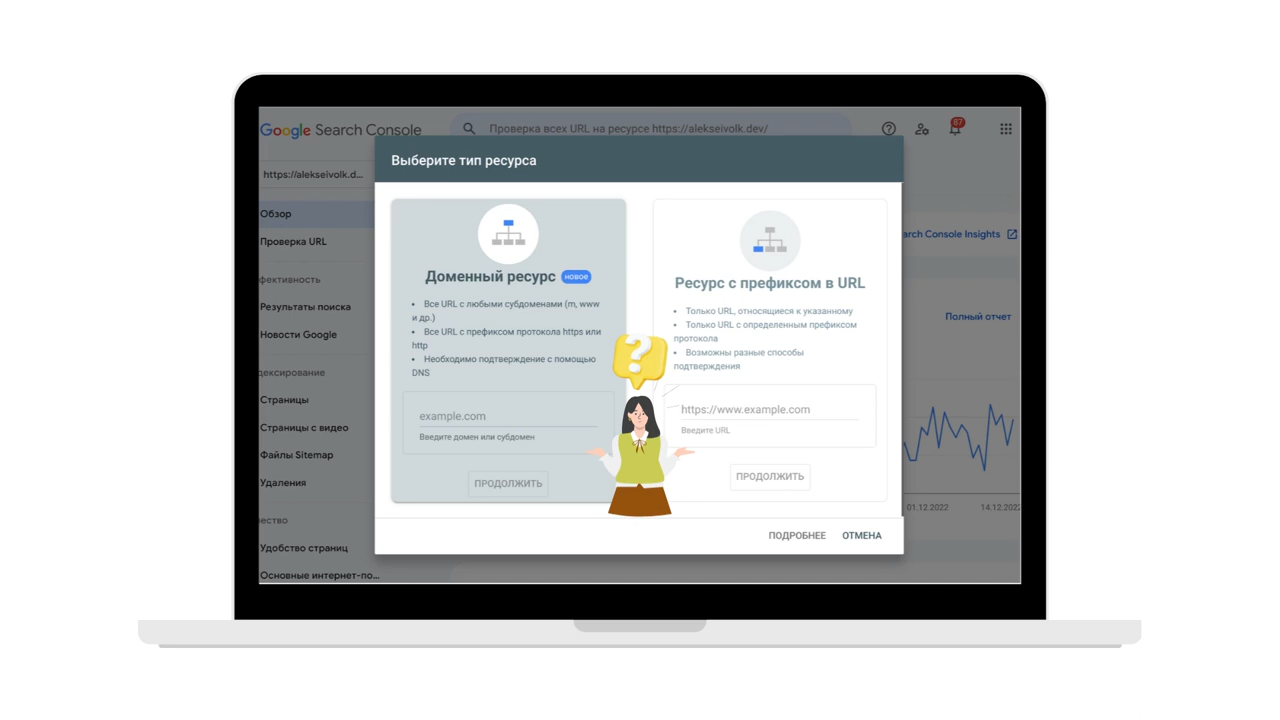 Google Search Console
Проверка всех URL на ресурсе https://alekseivolk.dev/
87
https://alekseivolk.d...
Обзор
Проверка URL
фективность
Результаты поиска
Новости Google
дексирование
Страницы
Страницы с видео
Файлы Sitemap
Удаления
чество
Удобство страниц
Основные интернет-по...
Выберите тип ресурса
Доменный ресурс новое
• Все URL с любыми субдоменами (m, www
и др.)
• Все URL с префиксом протокола https или
http
• Необходимо подтверждение с помощью
DNS
example.com
Введите домен или субдомен
ПРОДОЛЖИТЬ
?
Ресурс с префиксом в URL
• Только URL, относящиеся к указанному
• Только URL с определенным префиксом
протокола
• Возможны разные способы
подтверждения
https://www.example.com
Введите URL
ПРОДОЛЖИТЬ
ПОДРОБНЕЕ ОТМЕНА
arch Console Insights
Полный отчет
01.12.2022 14.12.2022